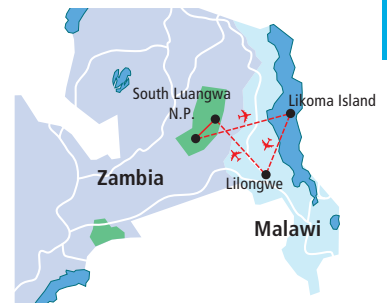 South Luangwa
N.P.
Likoma Island
Zambia
Lilongwe
Malawi